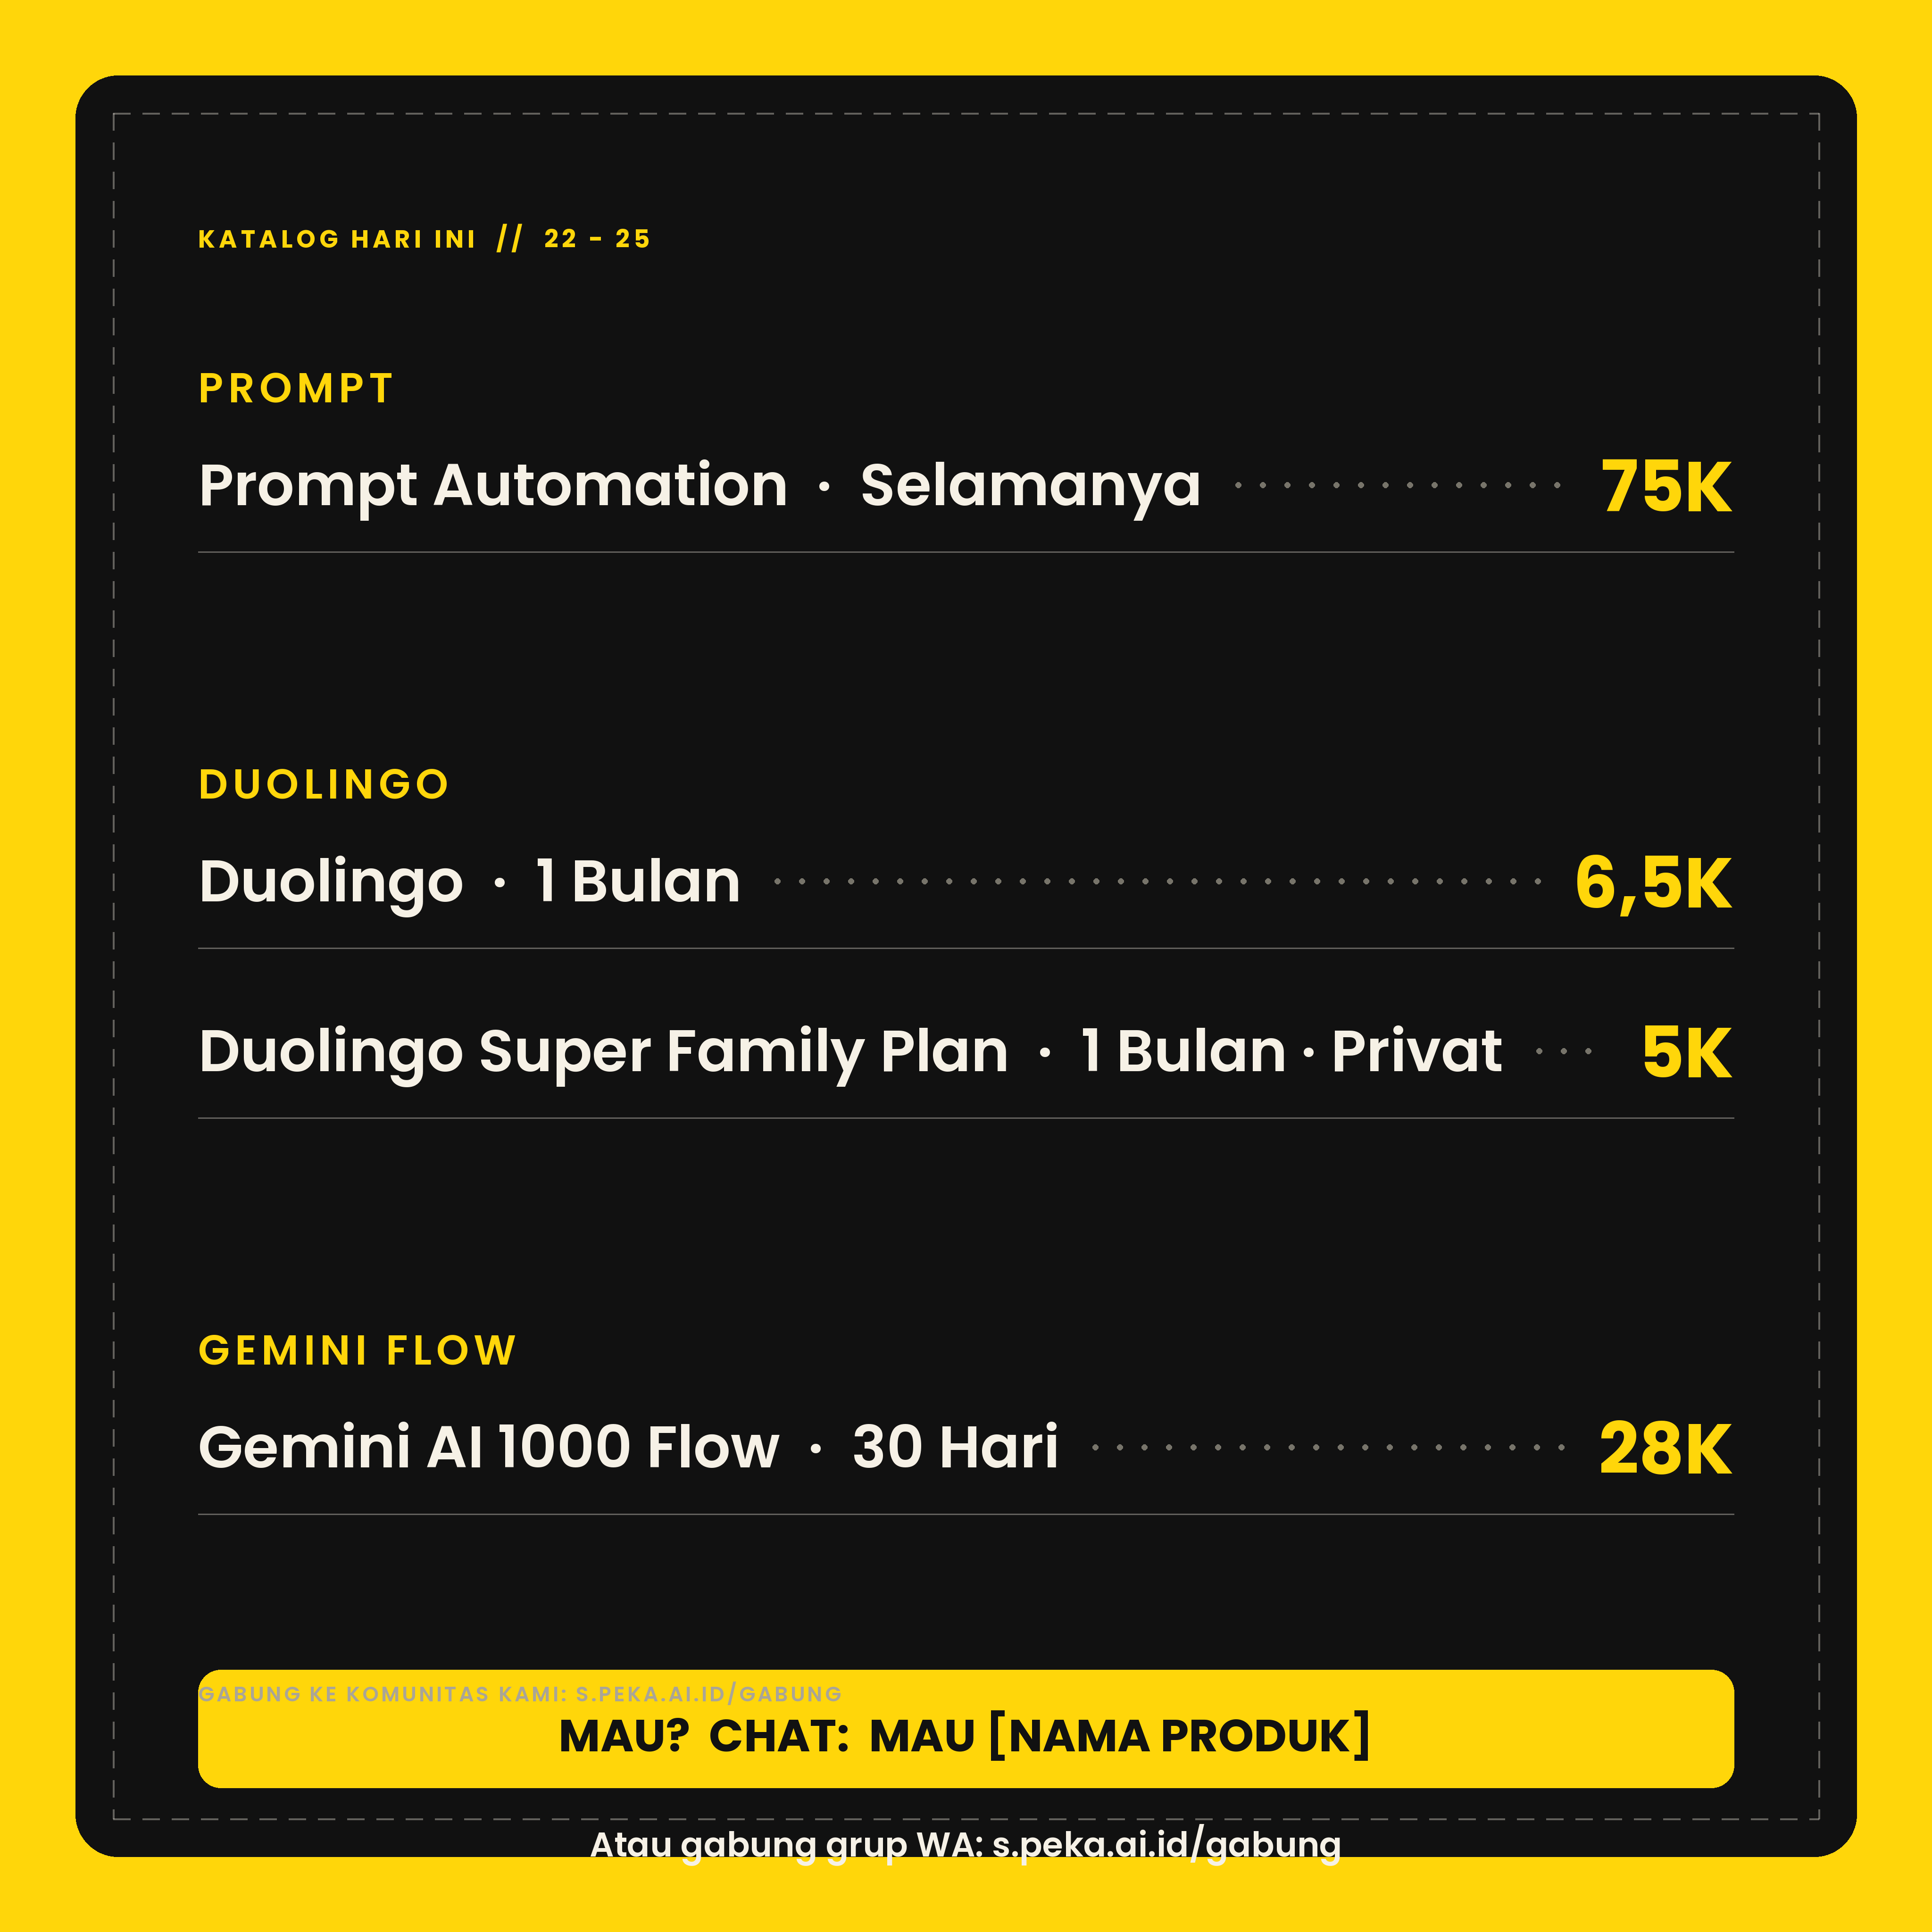 KATALOG HARI INI // 22 - 25
PROMPT
Prompt Automation · Selamanya 75K
DUOLINGO
Duolingo · 1 Bulan 6,5K
Duolingo Super Family Plan · 1 Bulan · Privat 5K
GEMINI FLOW
Gemini AI 1000 Flow · 30 Hari 28K
GABUNG KE KOMUNITAS KAMI: S.PEKA.AI.ID/GABUNG
MAU? CHAT: MAU [NAMA PRODUK]
Atau gabung grup WA: s.peka.ai.id/gabung